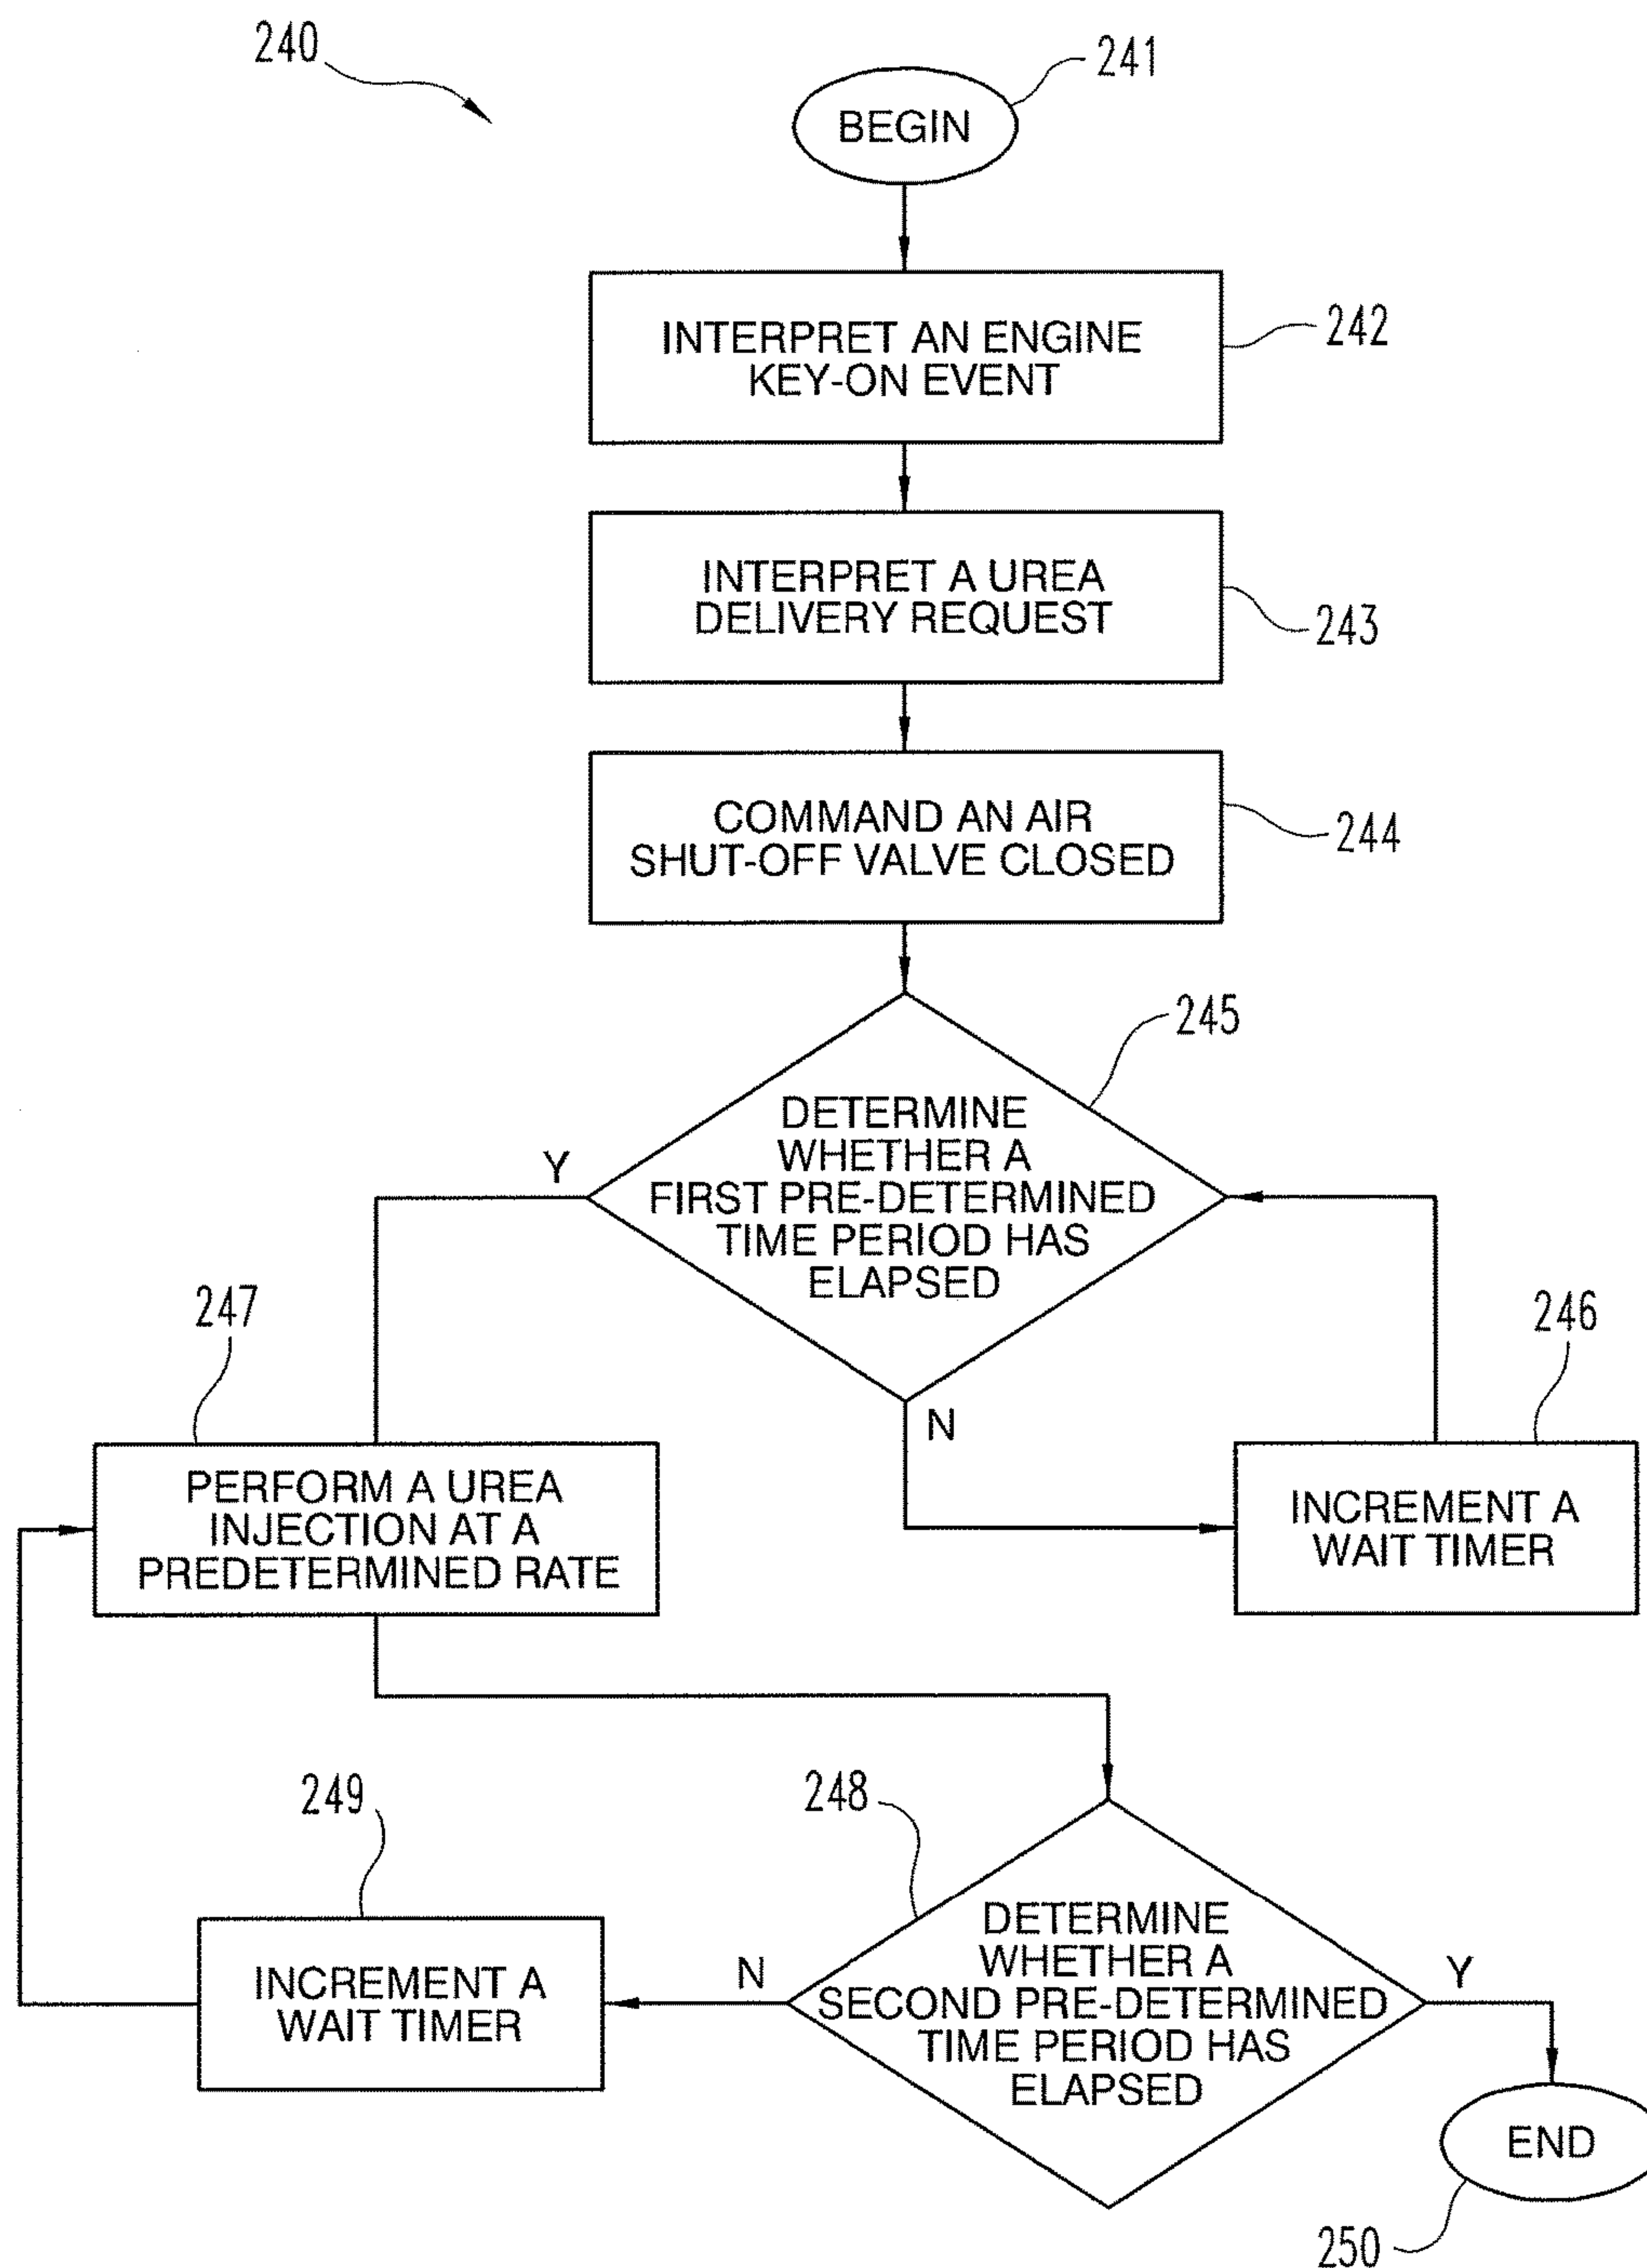 240
241
BEGIN
INTERPRET AN ENGINE
KEY-ON EVENT
242
INTERPRET A UREA
DELIVERY REQUEST
243
COMMAND AN AIR
SHUT-OFF VALVE CLOSED
244
245
DETERMINE
WHETHER A
FIRST PRE-DETERMINED
TIME PERIOD HAS
ELAPSED
Y
N
247
246
PERFORM A UREA
INJECTION AT A
PREDETERMINED RATE
INCREMENT A
WAIT TIMER
249
248
DETERMINE
WHETHER A
SECOND PRE-DETERMINED
TIME PERIOD HAS
ELAPSED
N
Y
INCREMENT A
WAIT TIMER
END
250